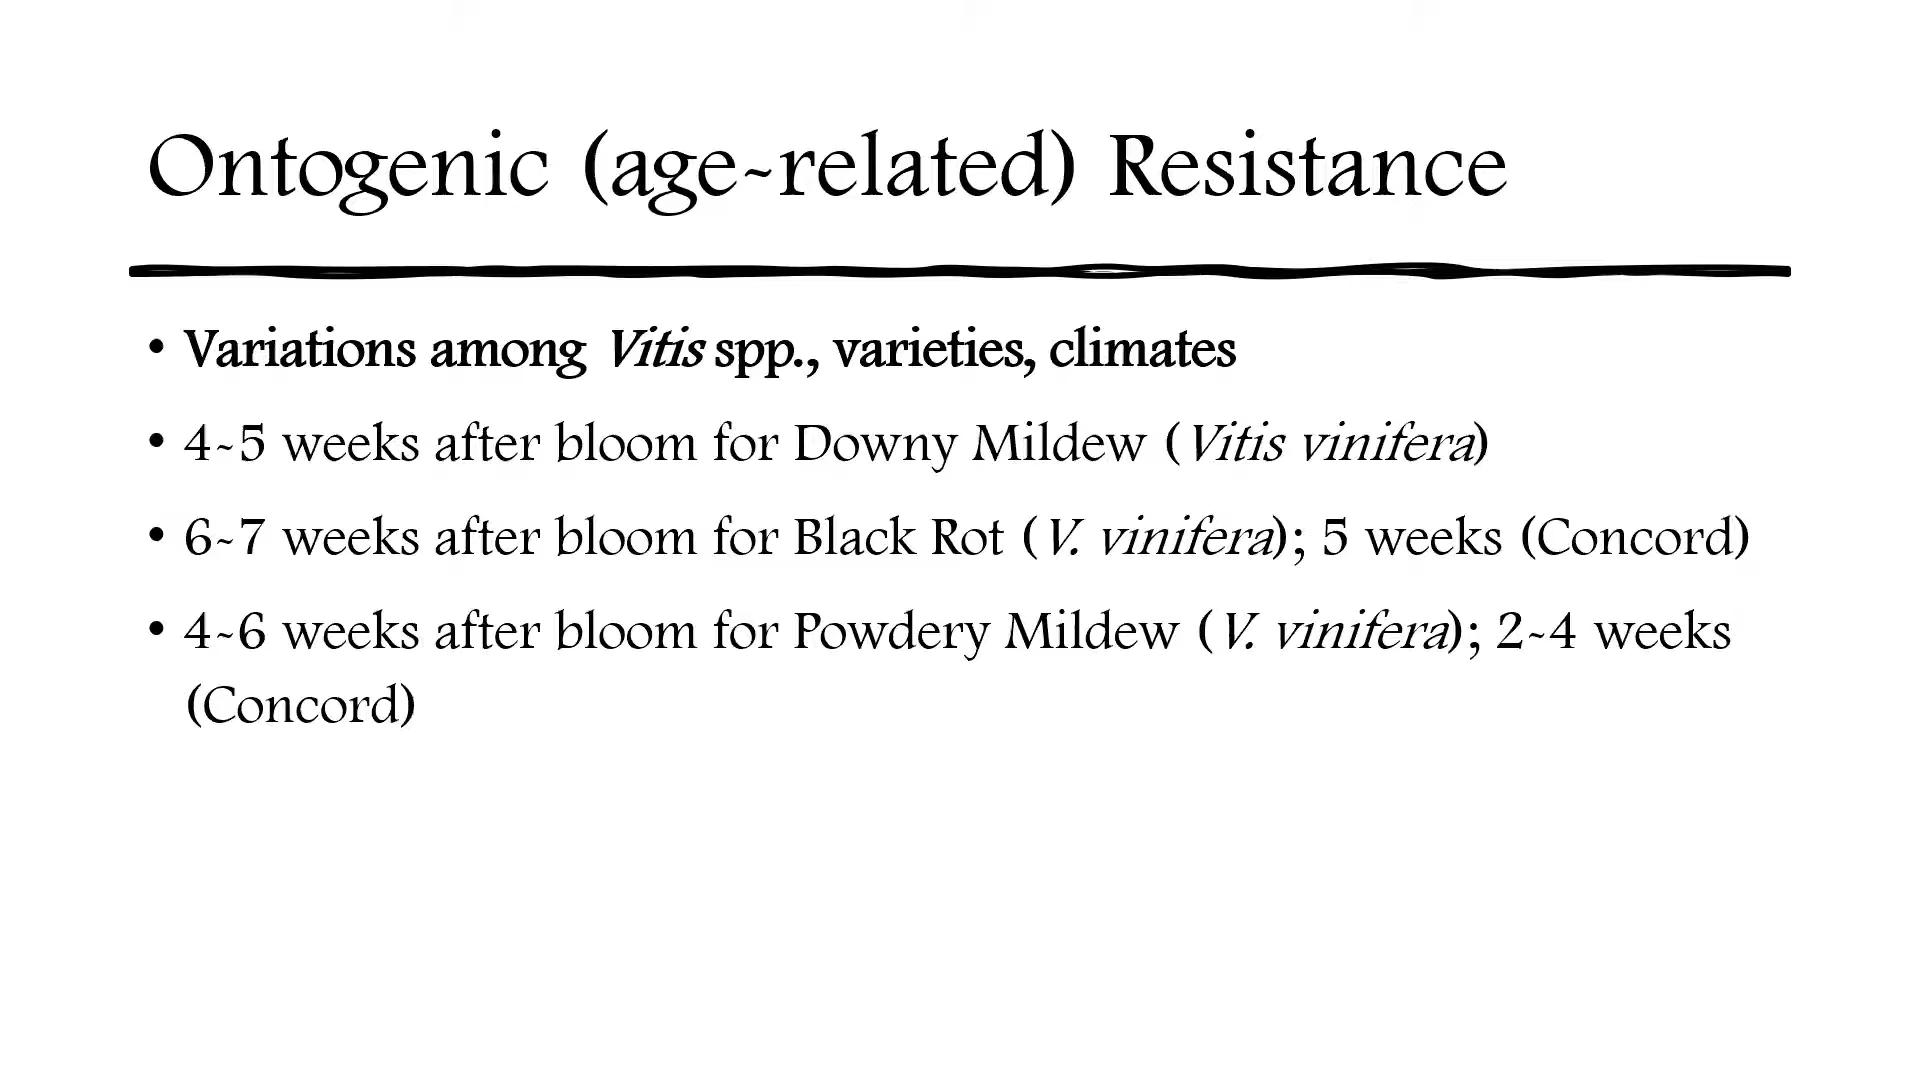 Ontogenic (age-related) Resistance
• Variations among Vitis spp., varieties, climates
• 4-5 weeks after bloom for Downy Mildew (Vitis vinifera)
• 6-7 weeks after bloom for Black Rot (V. vinifera); 5 weeks (Concord)
• 4-6 weeks after bloom for Powdery Mildew (V. vinifera); 2-4 weeks
(Concord)